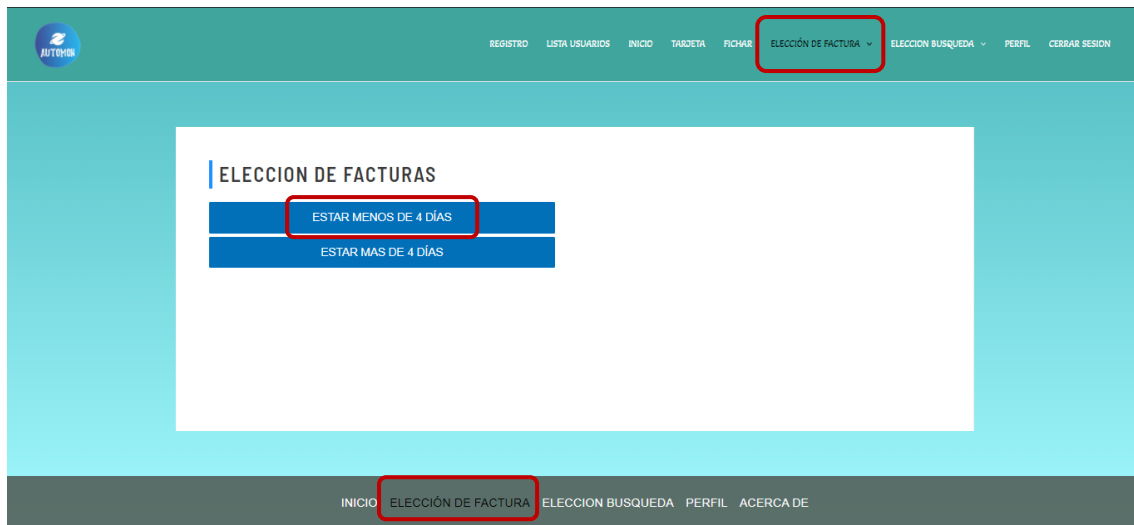 AUTOMON
REGISTRO LISTA USUARIOS INICIO TARJETA FICHAR ELECCIÓN DE FACTURA ELECCION BUSQUEDA PERFIL CERRAR SESION
ELECCION DE FACTURAS
ESTAR MENOS DE 4 DÍAS
ESTAR MAS DE 4 DÍAS
INICIO ELECCIÓN DE FACTURA ELECCION BUSQUEDA PERFIL ACERCA DE